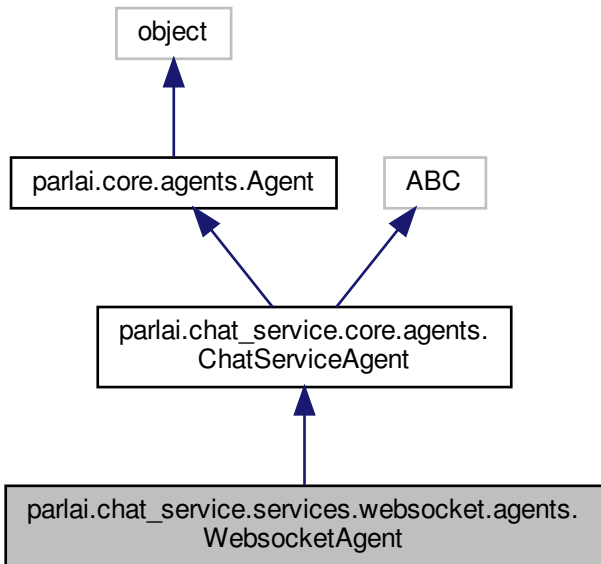 object
parlai.core.agents.Agent
ABC
parlai.chat_service.core.agents.
ChatServiceAgent
parlai.chat_service.services.websocket.agents.
WebsocketAgent